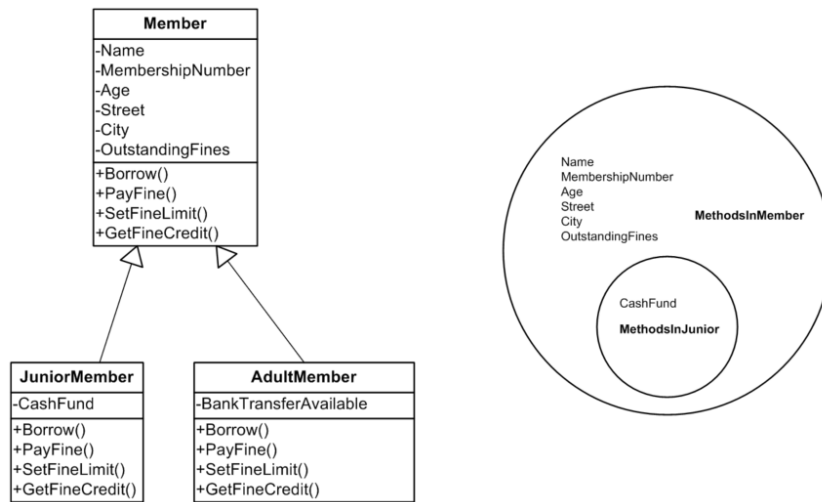 Member
-Name
-MembershipNumber
-Age
-Street
-City
-OutstandingFines
+Borrow()
+PayFine()
+SetFineLimit()
+GetFineCredit()
JuniorMember
-CashFund
+Borrow()
+PayFine()
+SetFineLimit()
+GetFineCredit()
AdultMember
-BankTransferAvailable
+Borrow()
+PayFine()
+SetFineLimit()
+GetFineCredit()
Name
MembershipNumber
Age
Street
City
OutstandingFines
MethodsInMember
CashFund
MethodsInJunior